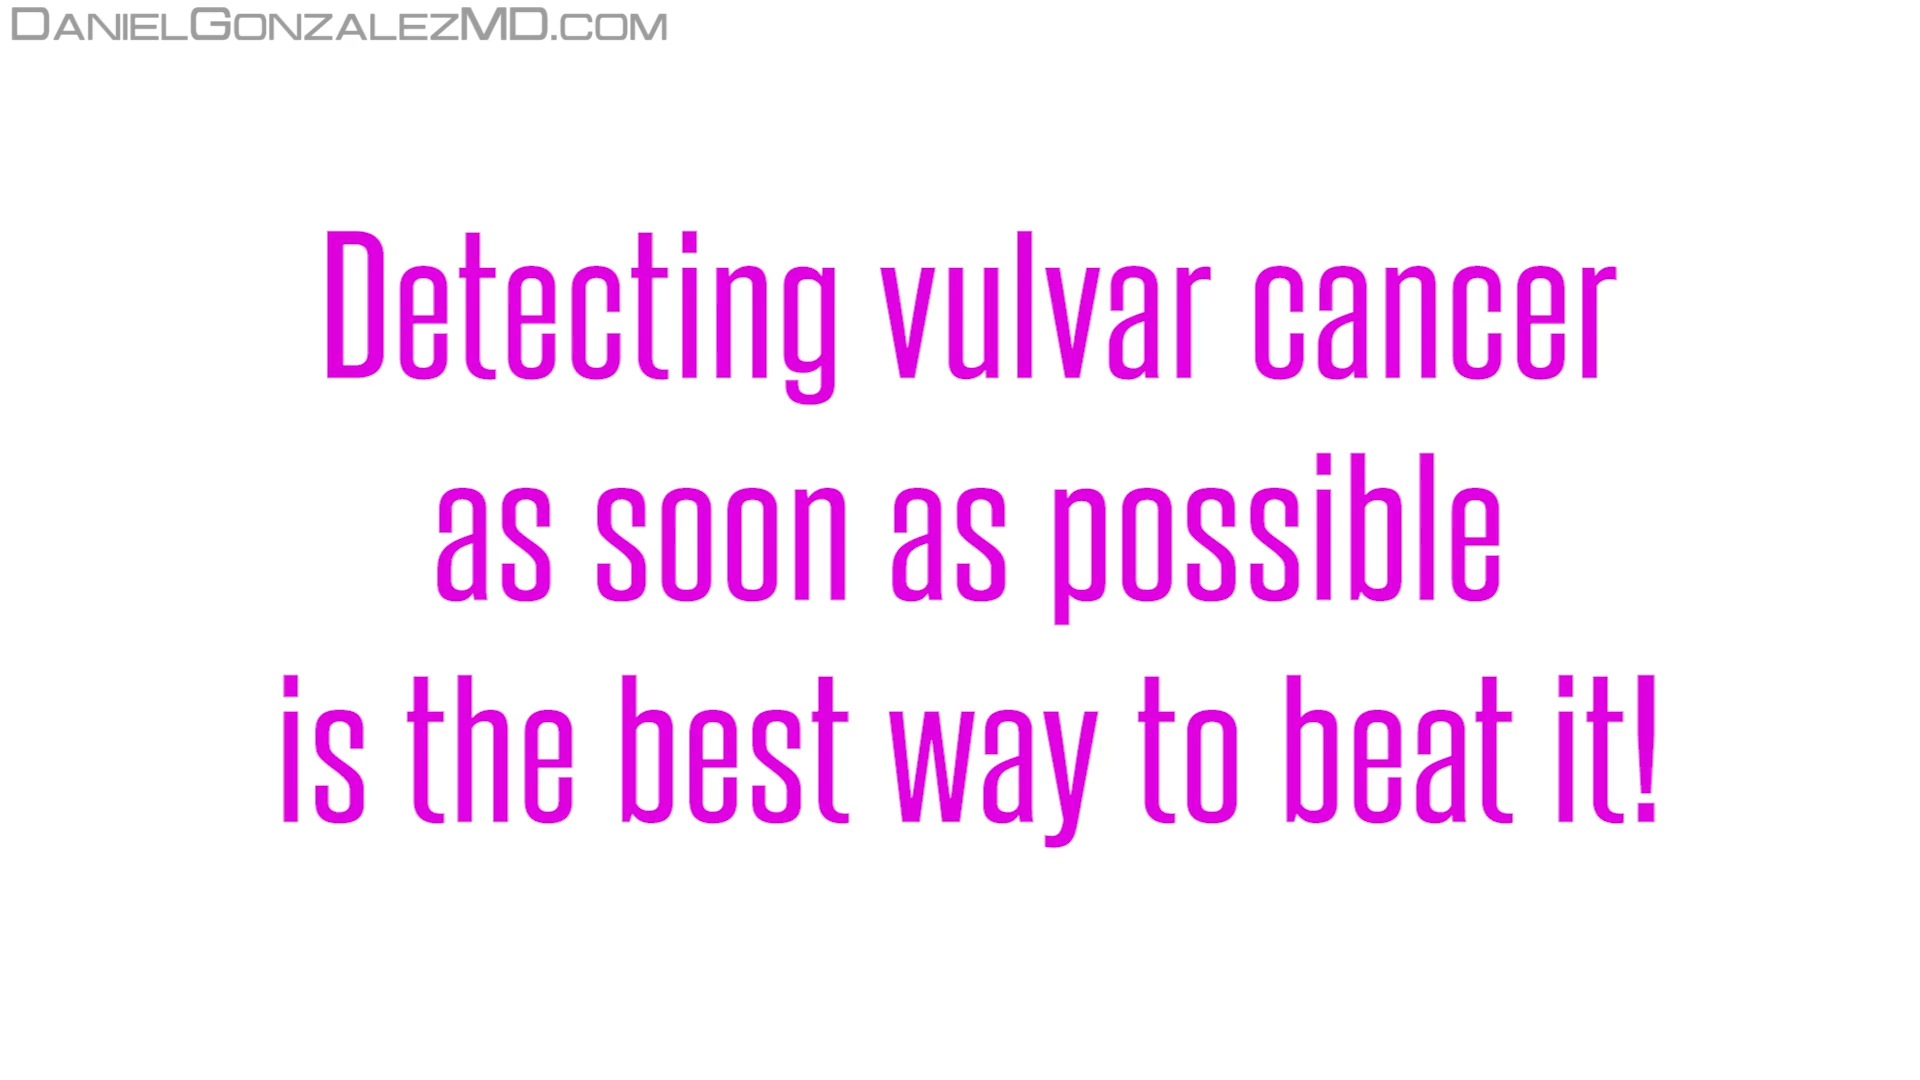 DanielGonzalezMD.com
Detecting vulvar cancer
as soon as possible
is the best way to beat it!